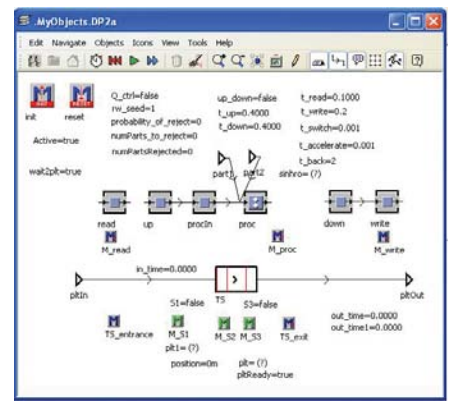 .MyObjects.DP2a
Edit Navigate Objects Icons View Tools Help
init reset
Active=true
wait2plt=true
Q_ctrl=false
rw_seed=1
probability_of_reject=0
numParts_to_reject=0
numPartsRejected=0
up_down=false
t_up=0.4000
t_down=0.4000
t_read=0.1000
t_write=0.2
t_switch=0.001
t_accelerate=0.001
t_back=2
part1 part2 sinhro= (?)
read up procIn proc down write
M_read M_proc M_write
in_time=0.0000
pltIn TS pltOut
S1=false S3=false
out_time=0.0000
out_time1=0.0000
TS_entrance M_S1 M_S2 M_S3 TS_exit
plt1= (?) plt= (?)
position=0m pltReady=true